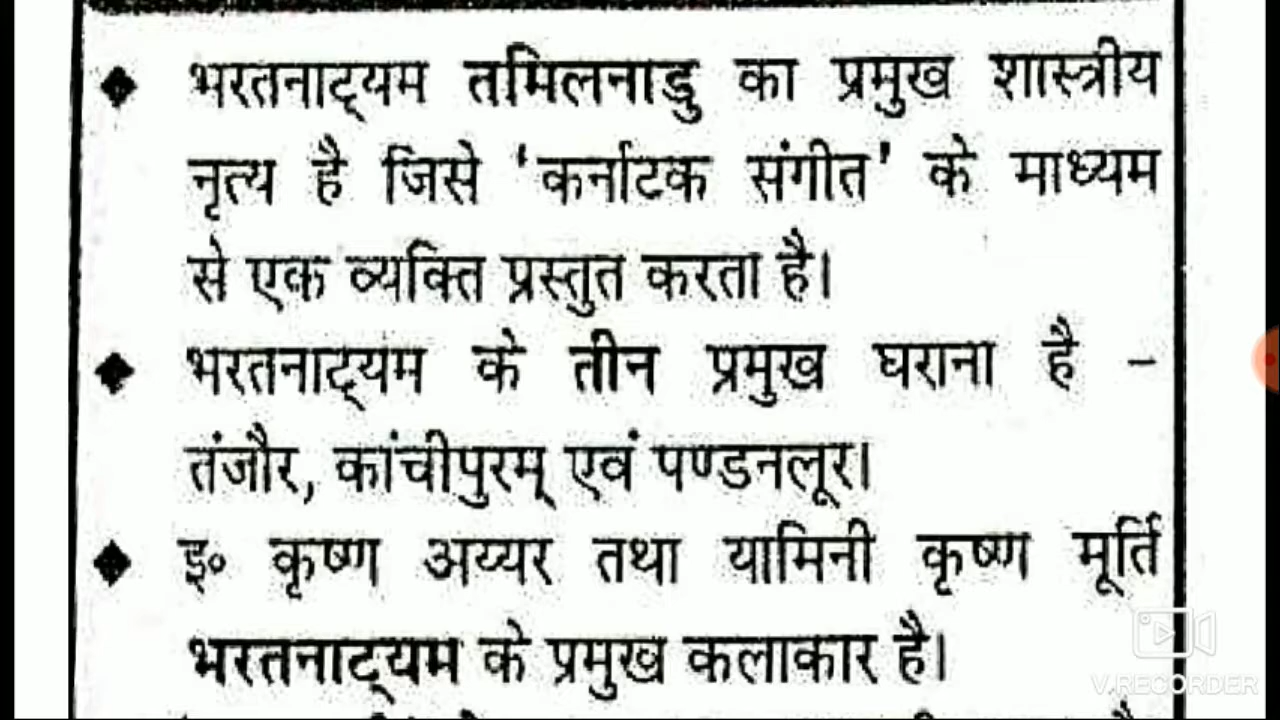 ◆ भरतनाट्यम तमिलनाडु का प्रमुख शास्त्रीय
नृत्य है जिसे 'कर्नाटक संगीत' के माध्यम
से एक व्यक्ति प्रस्तुत करता है।
◆ भरतनाट्यम के तीन प्रमुख घराना है -
तंजौर, कांचीपुरम् एवं पण्डनलूर।
◆ इ० कृष्ण अय्यर तथा यामिनी कृष्ण मूर्ति
भरतनाट्यम के प्रमुख कलाकार है।
V.RECORDER